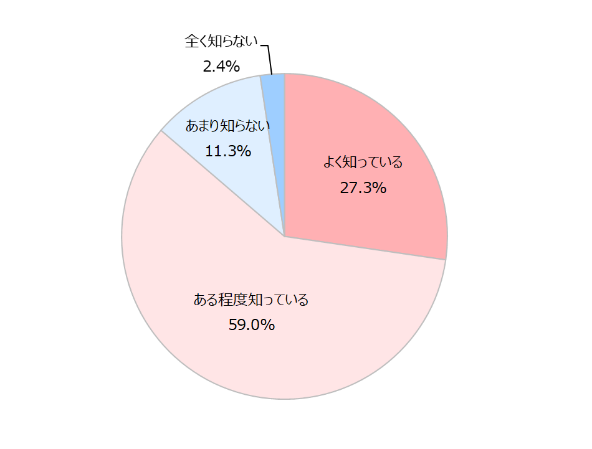 全く知らない
2.4%
あまり知らない
11.3%
よく知っている
27.3%
ある程度知っている
59.0%